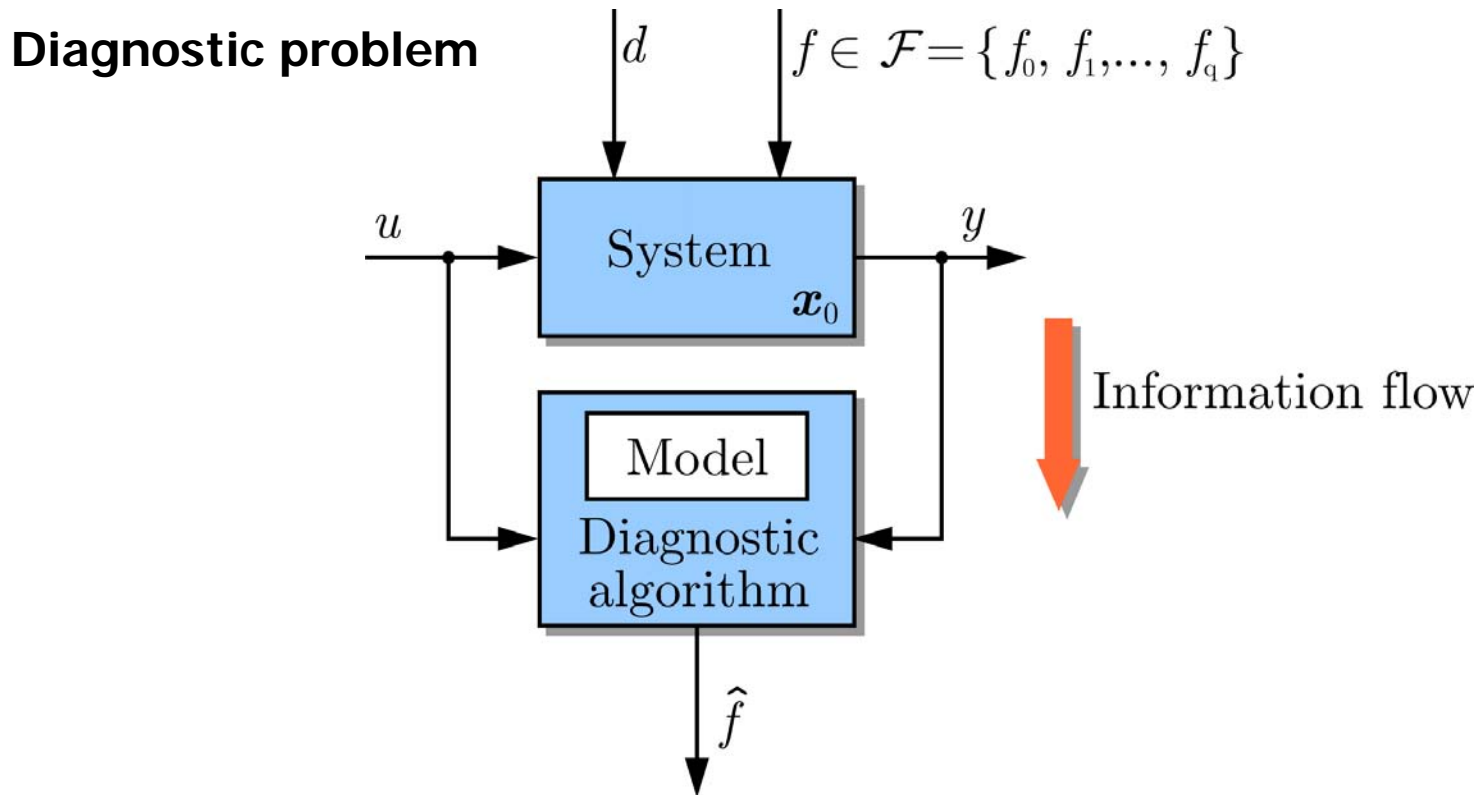 Diagnostic problem
d
f ∈ ℱ = {f₀, f₁,..., f_q}
u
System
y
x₀
Information flow
Model
Diagnostic
algorithm
f̂